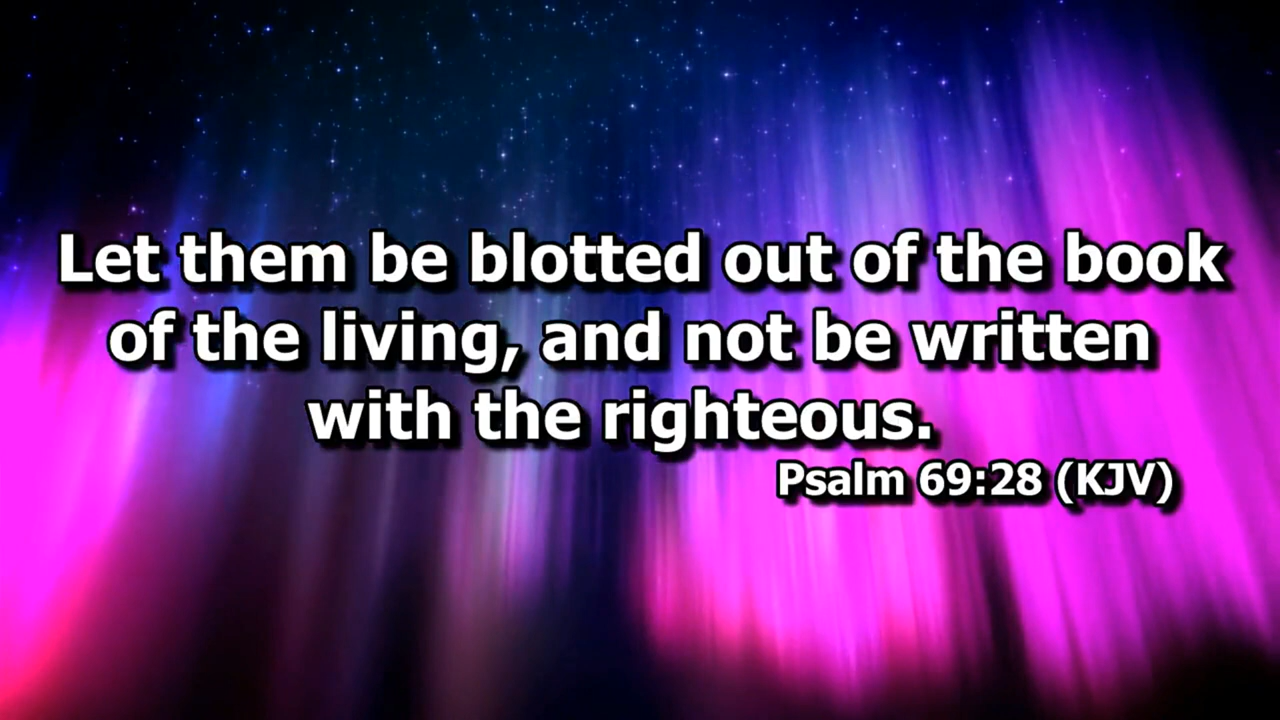 Let them be blotted out of the book
of the living, and not be written
with the righteous.
Psalm 69:28 (KJV)